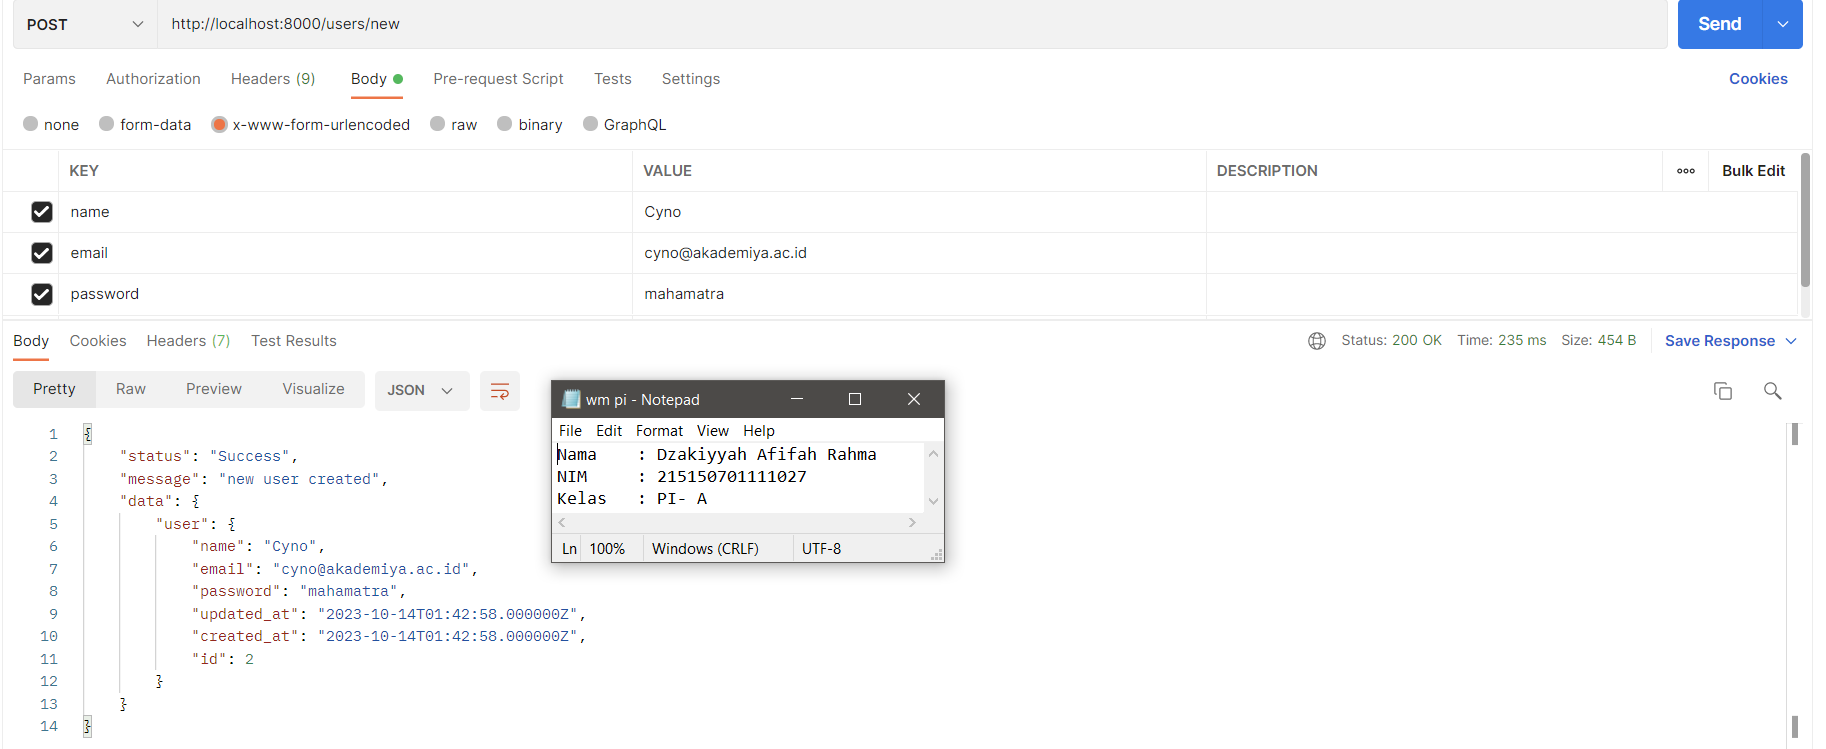 POST http://localhost:8000/users/new Send
Params Authorization Headers (9) Body Pre-request Script Tests Settings Cookies
none form-data x-www-form-urlencoded raw binary GraphQL
KEY VALUE DESCRIPTION ooo Bulk Edit
name Cyno
email cyno@akademiya.ac.id
password mahamatra
Body Cookies Headers (7) Test Results Status: 200 OK Time: 235 ms Size: 454 B Save Response
Pretty Raw Preview Visualize JSON
1 {
2 "status": "Success",
3 "message": "new user created",
4 "data": {
5 "user": {
6 "name": "Cyno",
7 "email": "cyno@akademiya.ac.id",
8 "password": "mahamatra",
9 "updated_at": "2023-10-14T01:42:58.000000Z",
10 "created_at": "2023-10-14T01:42:58.000000Z",
11 "id": 2
12 }
13 }
14 }
wm pi - Notepad
File Edit Format View Help
Nama : Dzakiyyah Afifah Rahma
NIM : 215150701111027
Kelas : PI- A
Ln 100% Windows (CRLF) UTF-8